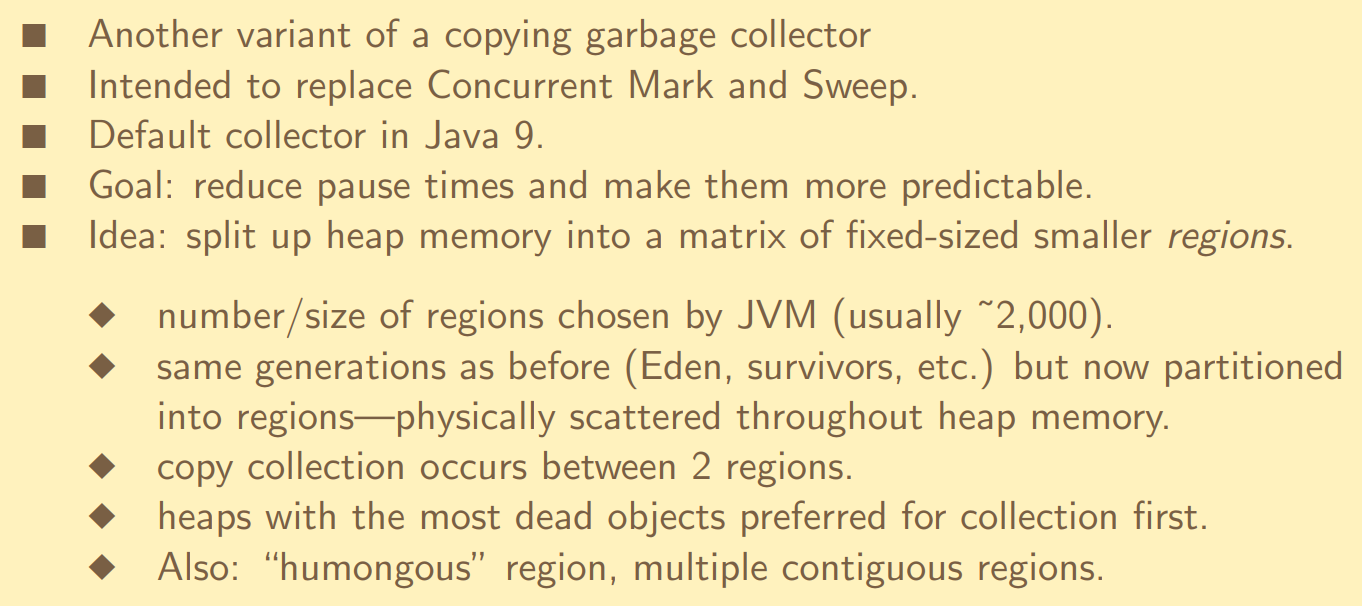 ■ Another variant of a copying garbage collector
■ Intended to replace Concurrent Mark and Sweep.
■ Default collector in Java 9.
■ Goal: reduce pause times and make them more predictable.
■ Idea: split up heap memory into a matrix of fixed-sized smaller regions.
◆ number/size of regions chosen by JVM (usually ˜2,000).
◆ same generations as before (Eden, survivors, etc.) but now partitioned
into regions—physically scattered throughout heap memory.
◆ copy collection occurs between 2 regions.
◆ heaps with the most dead objects preferred for collection first.
◆ Also: “humongous” region, multiple contiguous regions.